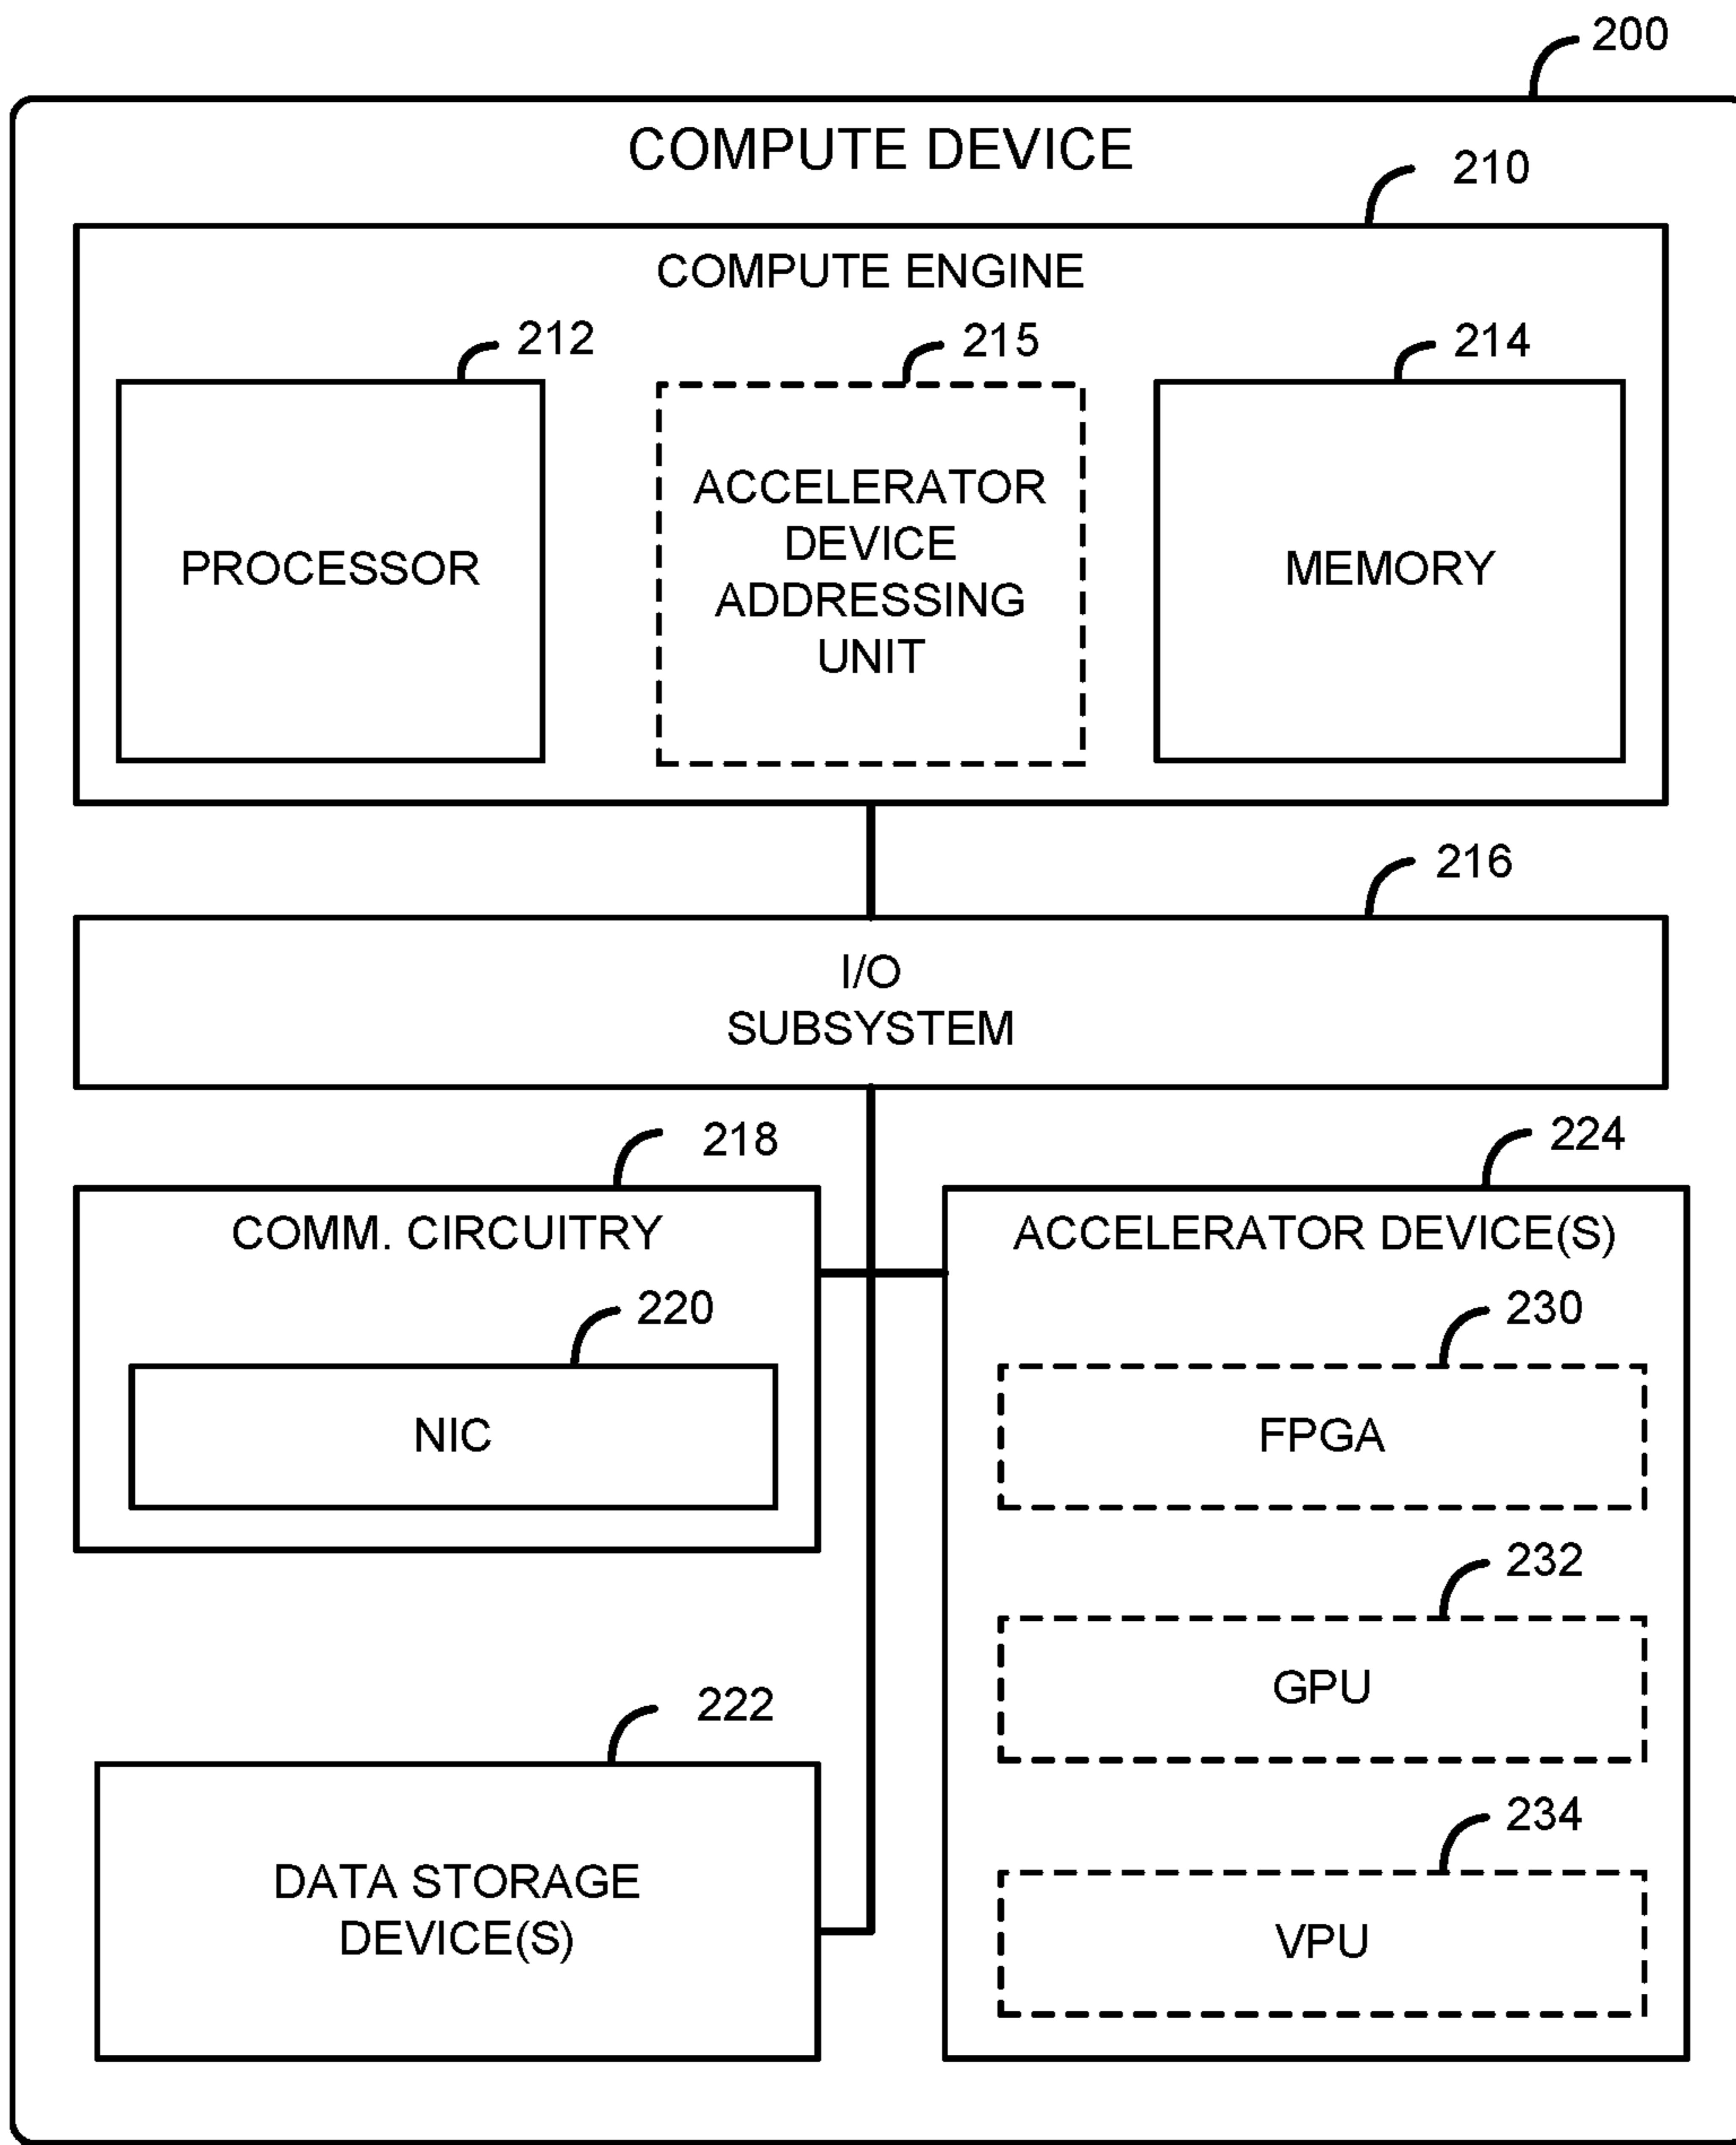 200
COMPUTE DEVICE
210
COMPUTE ENGINE
212
215
214
PROCESSOR
ACCELERATOR
DEVICE
ADDRESSING
UNIT
MEMORY
216
I/O
SUBSYSTEM
218
224
COMM. CIRCUITRY
ACCELERATOR DEVICE(S)
220
230
NIC
FPGA
232
GPU
222
234
DATA STORAGE
DEVICE(S)
VPU